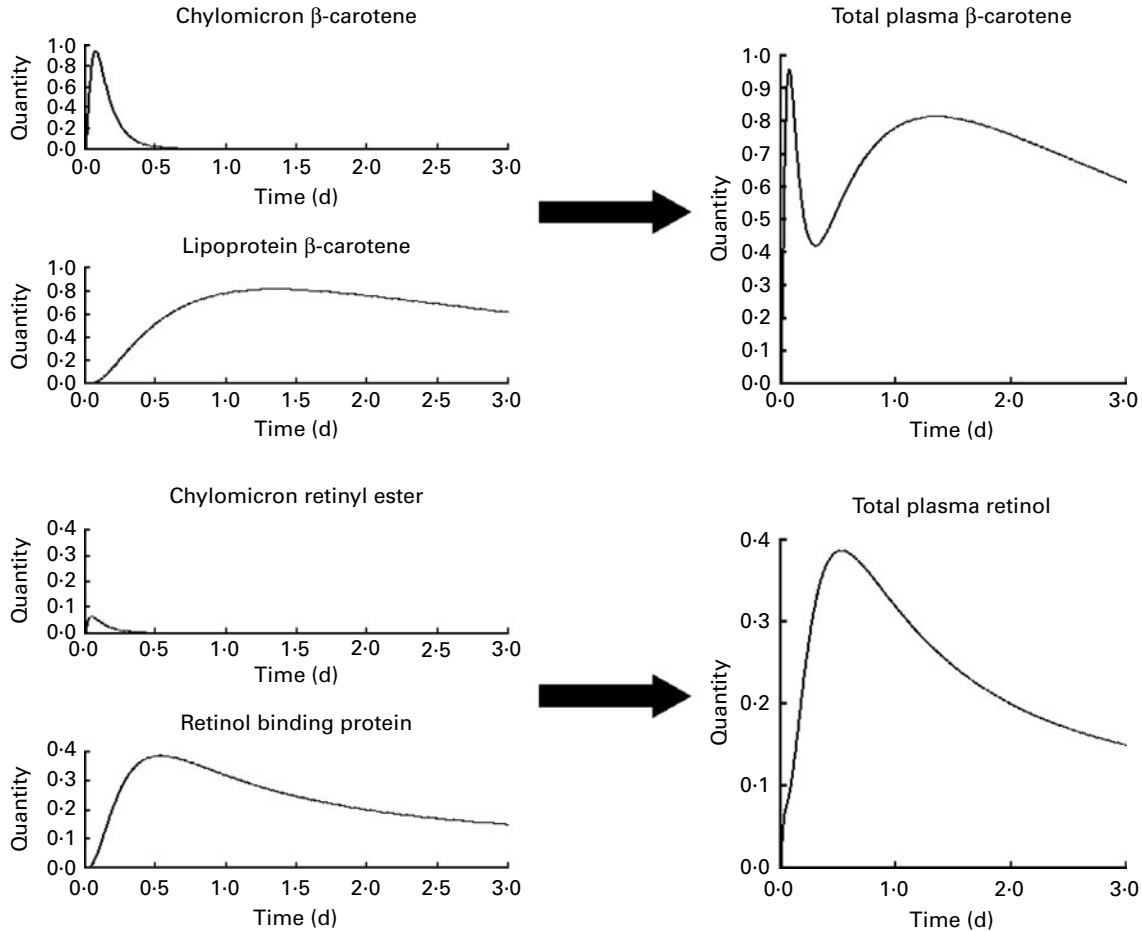 Chylomicron β-carotene
Quantity
1·0
0·8
0·6
0·4
0·2
0·0
0·0 0·5 1·0 1·5 2·0 2·5 3·0
Time (d)
Lipoprotein β-carotene
Quantity
1·0
0·8
0·6
0·4
0·2
0·0
0·0 0·5 1·0 1·5 2·0 2·5 3·0
Time (d)
Total plasma β-carotene
Quantity
1·0
0·9
0·8
0·7
0·6
0·5
0·4
0·3
0·2
0·1
0·0
0·0 1·0 2·0 3·0
Time (d)
Chylomicron retinyl ester
Quantity
0·4
0·3
0·2
0·1
0·0
0·0 0·5 1·0 1·5 2·0 2·5 3·0
Time (d)
Retinol binding protein
Quantity
0·4
0·3
0·2
0·1
0·0
0·0 0·5 1·0 1·5 2·0 2·5 3·0
Time (d)
Total plasma retinol
Quantity
0·4
0·3
0·2
0·1
0·0
0·0 1·0 2·0 3·0
Time (d)